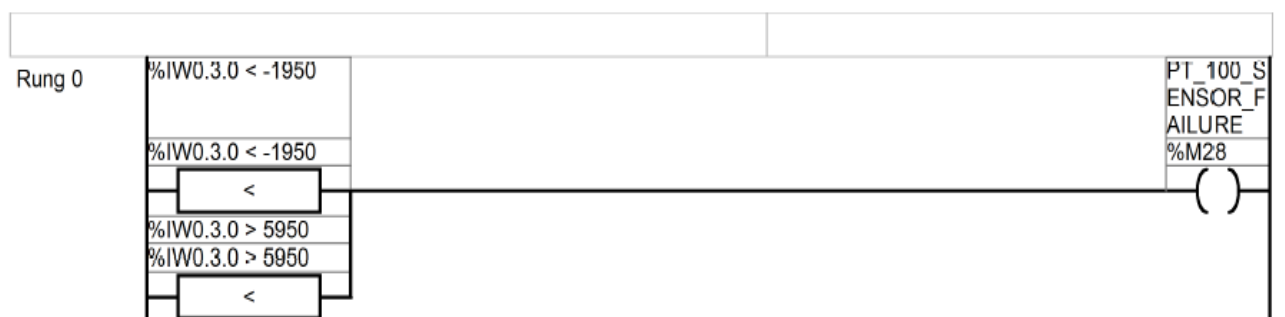 Rung 0
%IW0.3.0 < -1950
PT_100_S
ENSOR_F
AILURE
%IW0.3.0 < -1950
%M28
<
%IW0.3.0 > 5950
%IW0.3.0 > 5950
<